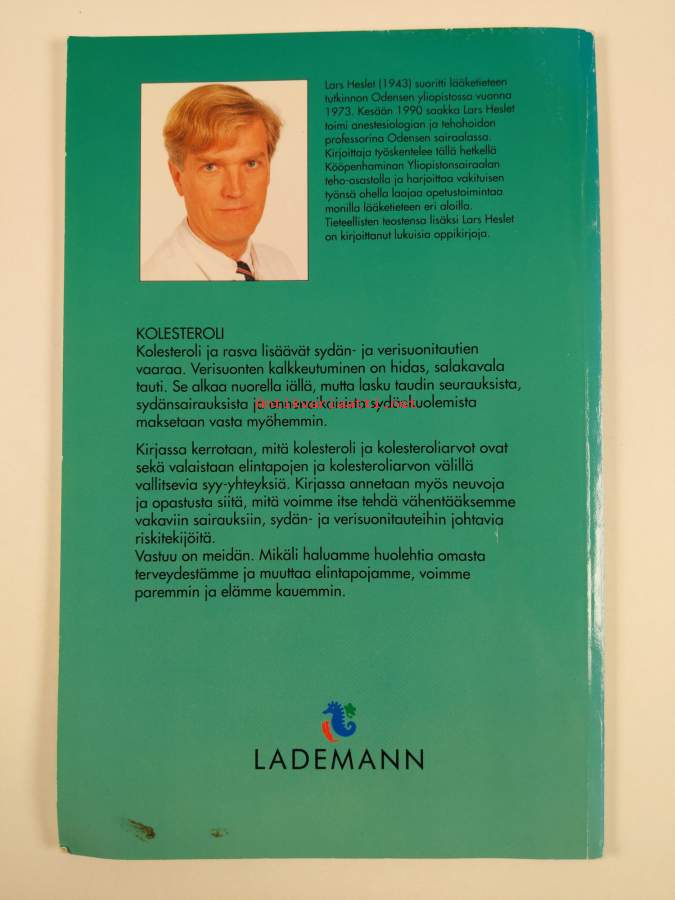 Lars Heslet (1943) suoritti lääketieteen
tutkinnon Odensen yliopistossa vuonna
1973. Kesään 1990 saakka Lars Heslet
toimi anestesiologian ja tehohoidon
professorina Odensen sairaalassa.
Kirjoittaja työskentelee tällä hetkellä
Kööpenhaminan Yliopistonsairaalan
teho-osastolla ja harjoittaa vakituisen
työnsä ohella laajaa opetustoimintaa
monilla lääketieteen eri aloilla.
Tieteellisten teostensa lisäksi Lars Heslet
on kirjoittanut lukuisia oppikirjoja.
KOLESTEROLI
Kolesteroli ja rasva lisäävät sydän- ja verisuonitautien
vaaraa. Verisuonten kalkkeutuminen on hidas, salakavala
tauti. Se alkaa nuorella iällä, mutta lasku taudin seurauksista,
sydänsairauksista ja
maksetaan vasta myöhemmin.
Kirjassa kerrotaan, mitä kolesteroli ja kolesteroliarvot ovat
sekä valaistaan elintapojen ja kolesteroliarvon välillä
vallitsevia syy-yhteyksiä. Kirjassa annetaan myös neuvoja
ja opastusta siitä, mitä voimme itse tehdä vähentääksemme
vakaviin sairauksiin, sydän- ja verisuonitauteihin johtavia
riskitekijöitä.
Vastuu on meidän. Mikäli haluamme huolehtia omasta
terveydestämme ja muuttaa elintapojamme, voimme
paremmin ja elämme kauemmin.
LADEMANN